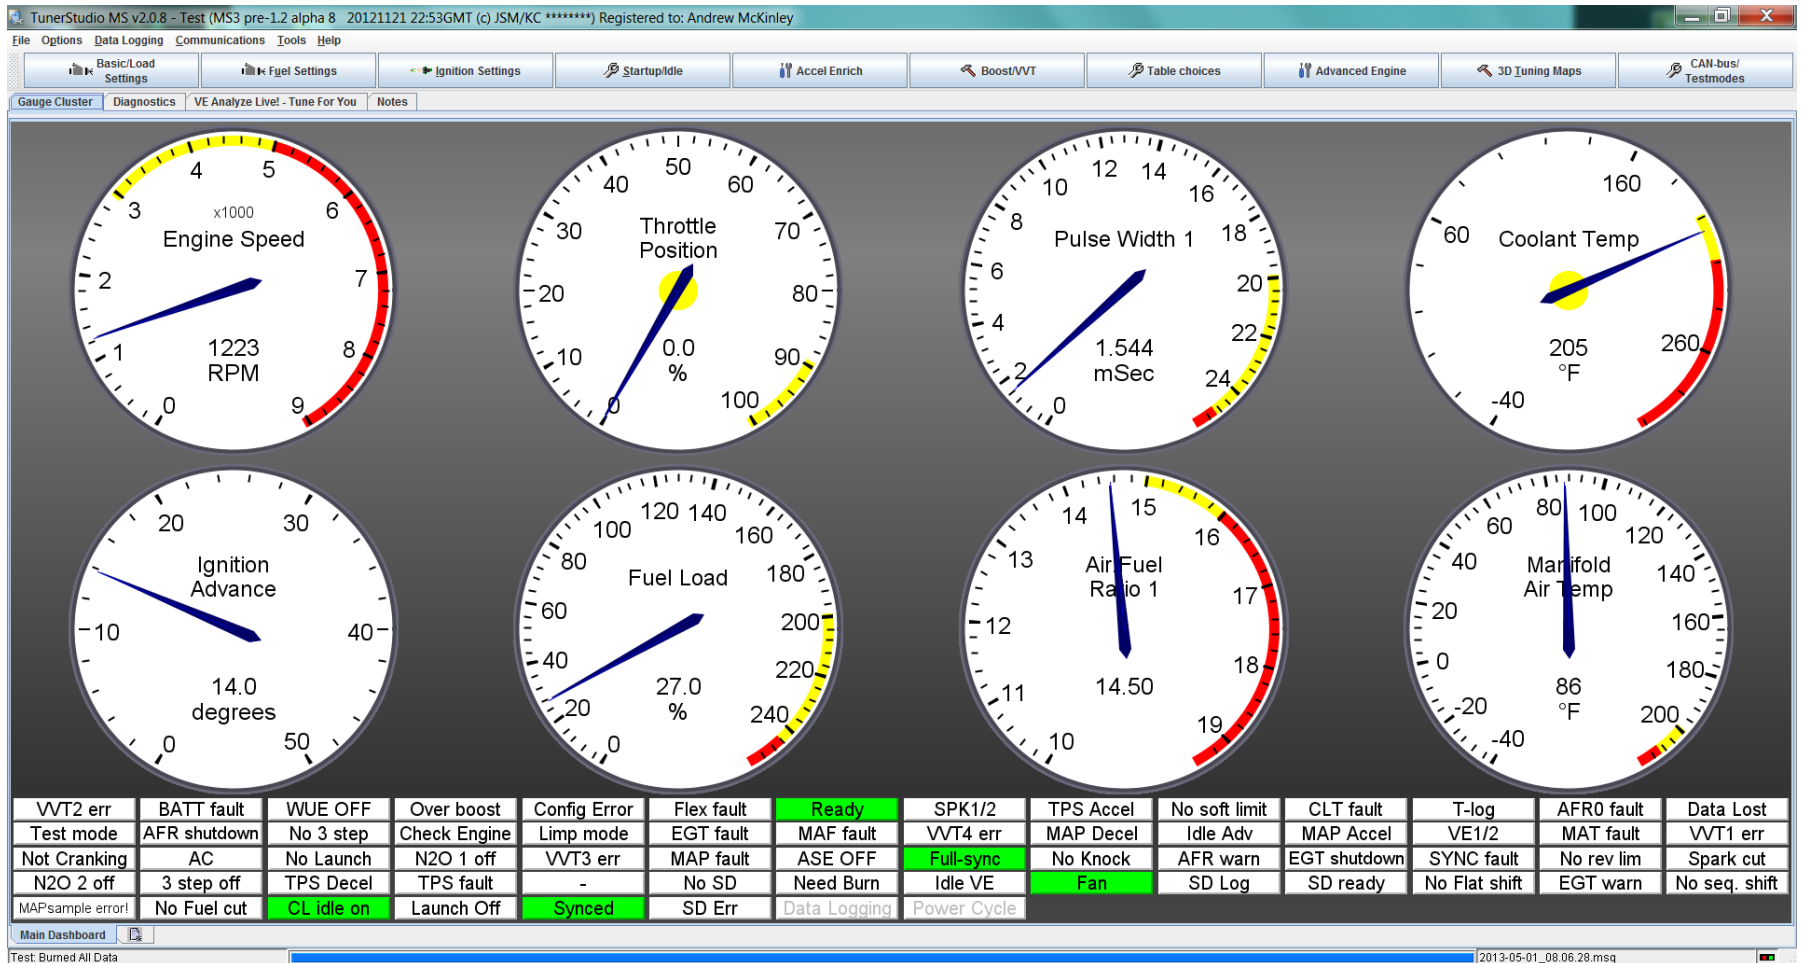 TunerStudio MS v2.0.8 - Test (MS3 pre-1.2 alpha 8   20121121 22:53GMT (c) JSM/KC ********) Registered to: Andrew McKinley
File Options Data Logging Communications Tools Help
Basic/Load Settings
Fuel Settings
Ignition Settings
Startup/Idle
Accel Enrich
Boost/VVT
Table choices
Advanced Engine
3D Tuning Maps
CAN-bus/ Testmodes
Gauge Cluster Diagnostics VE Analyze Live! - Tune For You Notes
0 1 2 3 4 5 6 7 8 9
x1000
Engine Speed
1223
RPM
0 10 20 30 40 50 60 70 80 90 100
Throttle
Position
0.0
%
0 2 4 6 8 10 12 14 16 18 20 22 24
Pulse Width 1
1.544
mSec
-40 60 160 260
Coolant Temp
205
°F
0 10 20 30 40 50
Ignition
Advance
14.0
degrees
0 20 40 60 80 100 120 140 160 180 200 220 240
Fuel Load
27.0
%
10 11 12 13 14 15 16 17 18 19
Air:Fuel
Ratio 1
14.50
-40 -20 0 20 40 60 80 100 120 140 160 180 200
Manifold
Air Temp
86
°F
VVT2 err BATT fault WUE OFF Over boost Config Error Flex fault Ready SPK1/2 TPS Accel No soft limit CLT fault T-log AFR0 fault Data Lost
Test mode AFR shutdown No 3 step Check Engine Limp mode EGT fault MAF fault VVT4 err MAP Decel Idle Adv MAP Accel VE1/2 MAT fault VVT1 err
Not Cranking AC No Launch N2O 1 off VVT3 err MAP fault ASE OFF Full-sync No Knock AFR warn EGT shutdown SYNC fault No rev lim Spark cut
N2O 2 off 3 step off TPS Decel TPS fault - No SD Need Burn Idle VE Fan SD Log SD ready No Flat shift EGT warn No seq. shift
MAPsample error! No Fuel cut CL idle on Launch Off Synced SD Err Data Logging Power Cycle
Main Dashboard
Test: Burned All Data
2013-05-01_08.06.28.msq